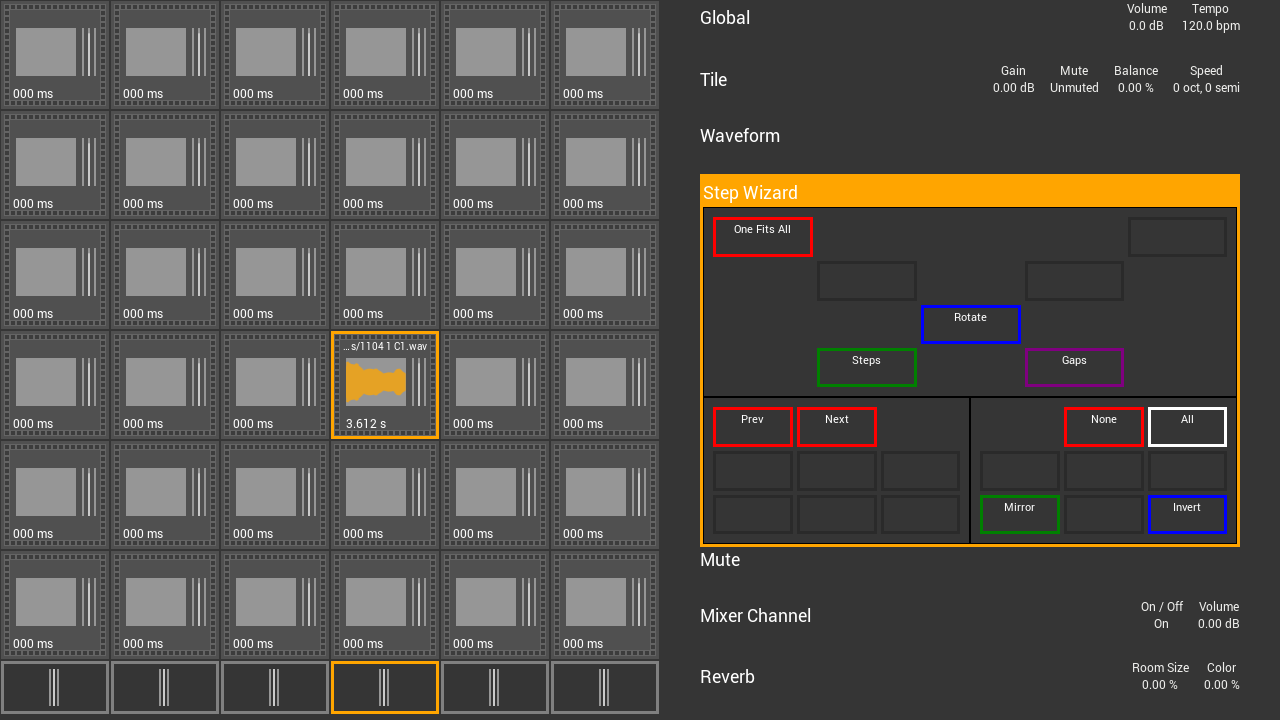 000 ms 000 ms 000 ms 000 ms 000 ms 000 ms
000 ms 000 ms 000 ms 000 ms 000 ms 000 ms
000 ms 000 ms 000 ms 000 ms 000 ms 000 ms
...s/1104 1 C1.wav
000 ms 000 ms 000 ms 3.612 s 000 ms 000 ms
000 ms 000 ms 000 ms 000 ms 000 ms 000 ms
000 ms 000 ms 000 ms 000 ms 000 ms 000 ms
Global
Volume Tempo
0.0 dB 120.0 bpm
Tile
Gain Mute Balance Speed
0.00 dB Unmuted 0.00 % 0 oct, 0 semi
Waveform
Step Wizard
One Fits All
Rotate
Steps Gaps
Prev Next None All
Mirror Invert
Mute
Mixer Channel
On / Off Volume
On 0.00 dB
Reverb
Room Size Color
0.00 % 0.00 %